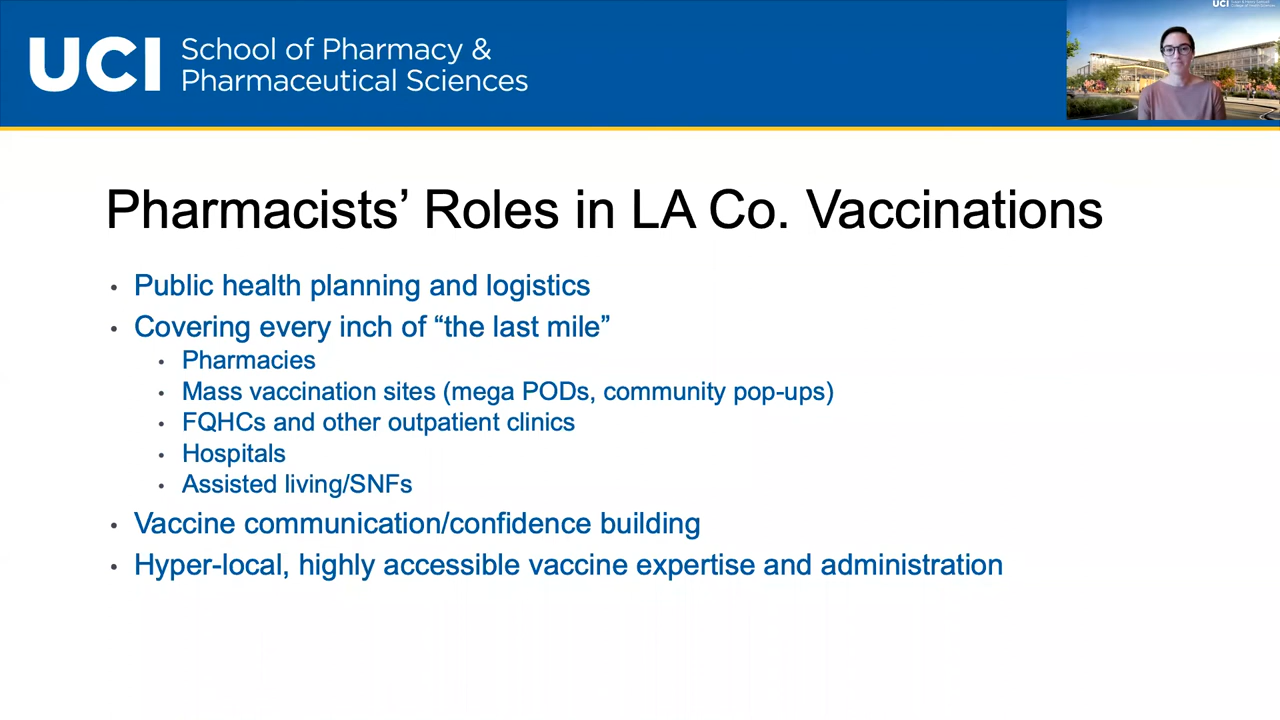 UCI School of Pharmacy &
Pharmaceutical Sciences
UCI
Pharmacists’ Roles in LA Co. Vaccinations
• Public health planning and logistics
• Covering every inch of “the last mile”
• Pharmacies
• Mass vaccination sites (mega PODs, community pop-ups)
• FQHCs and other outpatient clinics
• Hospitals
• Assisted living/SNFs
• Vaccine communication/confidence building
• Hyper-local, highly accessible vaccine expertise and administration